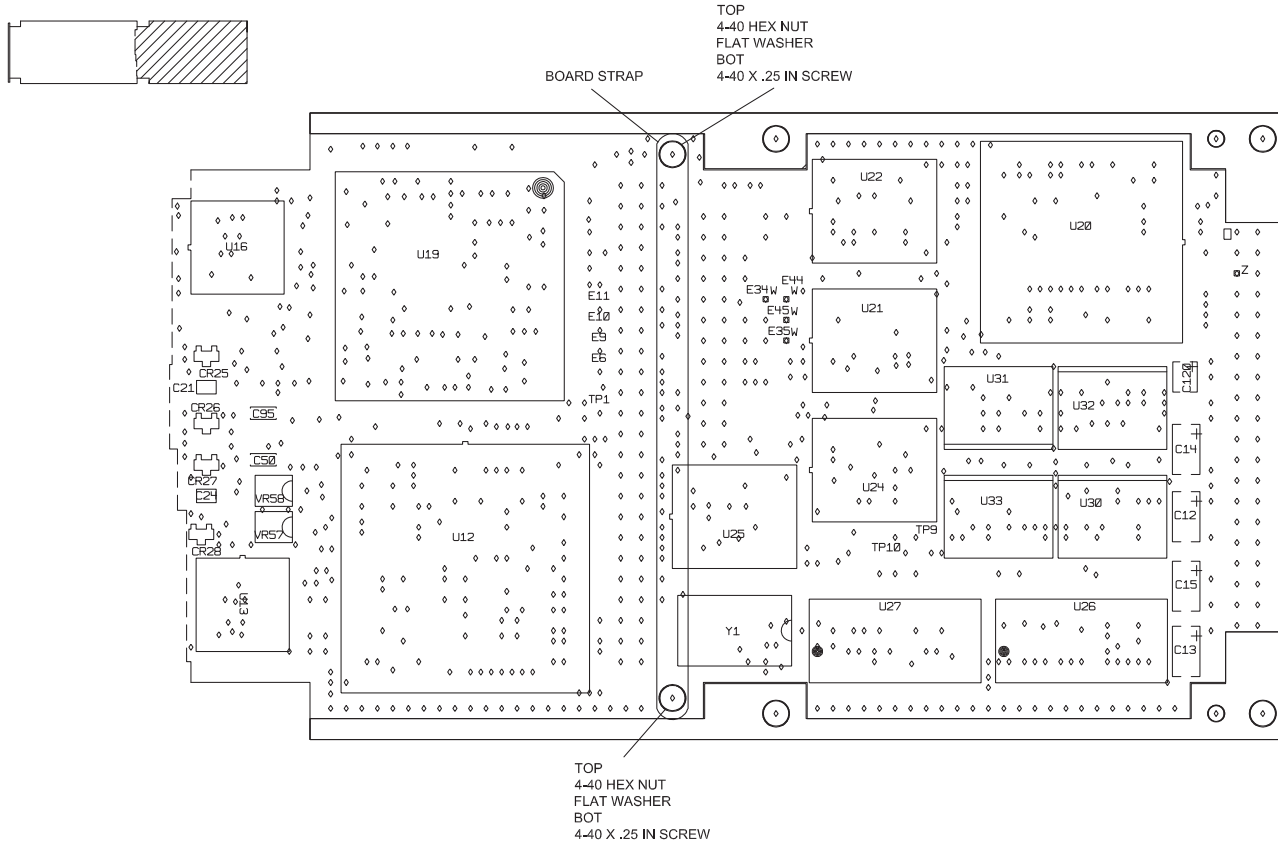 TOP
4-40 HEX NUT
FLAT WASHER
BOT
4-40 X .25 IN SCREW
BOARD STRAP
U22
U20
U16
U19
Z
E44
E34 W W
E11
E45 W
U21
E10
E35 W
E9
E6
CR25
C21
U31
C120
TP1
U32
CR26
C95
C14
C50
CR27
C24
VR58
U24
U33
U30
C12
VR57
U12
U25
TP9
CR28
TP10
C15
U13
U27
U26
Y1
C13
TOP
4-40 HEX NUT
FLAT WASHER
BOT
4-40 X .25 IN SCREW